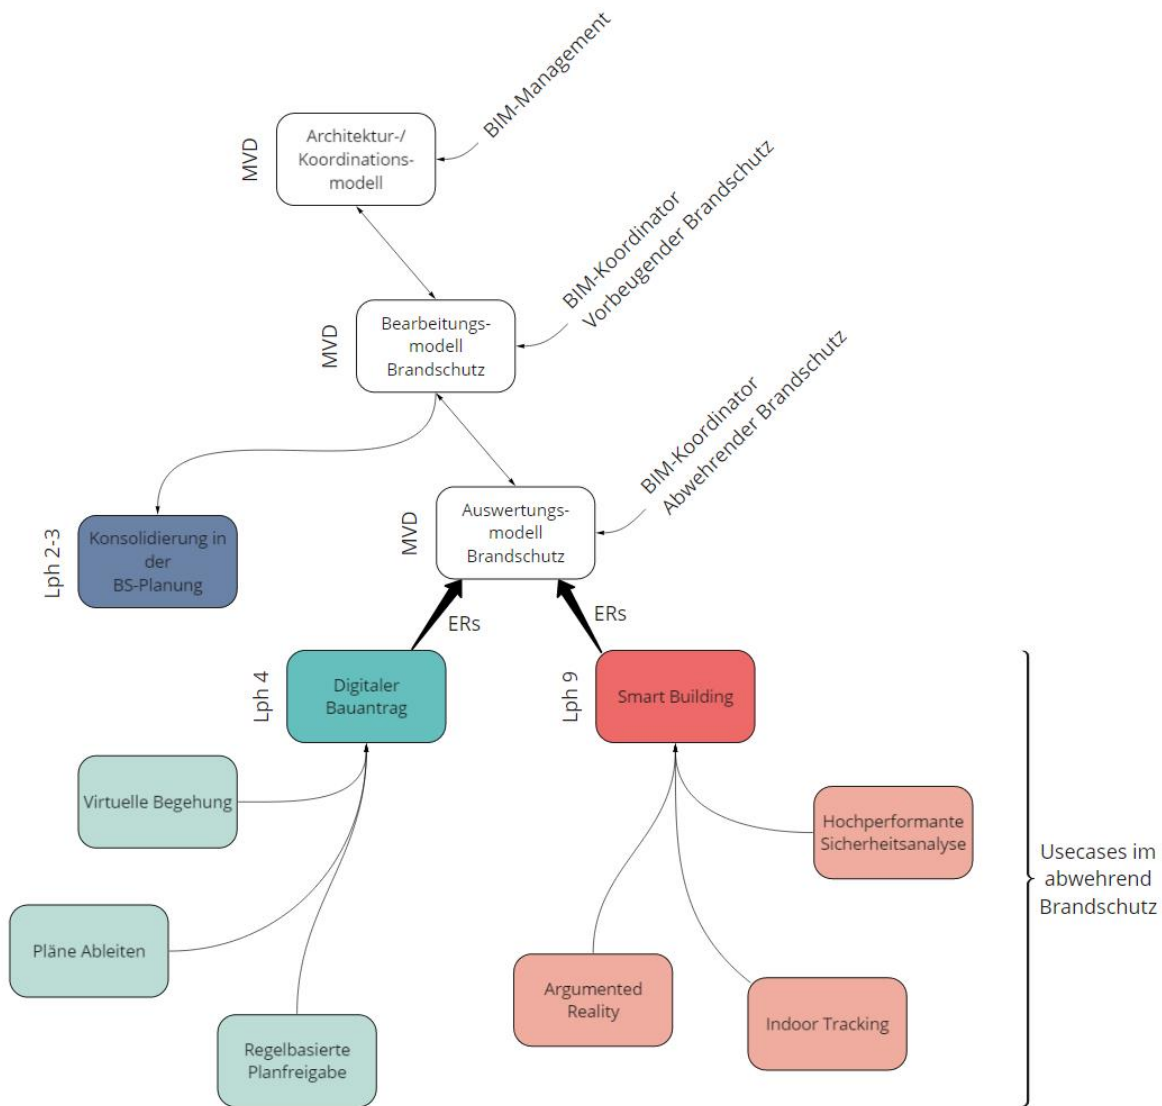 BIM-Management
MVD
Architektur-/
Koordinations-
modell
BIM-Koordinator
Vorbeugender Brandschutz
MVD
Bearbeitungs-
modell
Brandschutz
BIM-Koordinator
Abwehrender Brandschutz
MVD
Auswertungs-
modell
Brandschutz
Lph 2-3
Konsolidierung in
der
BS-Planung
ERs
ERs
Lph 4
Digitaler
Bauantrag
Lph 9
Smart Building
Virtuelle Begehung
Hochperformante
Sicherheitsanalyse
Usecases im
abwehrend
Brandschutz
Pläne Ableiten
Argumented
Reality
Indoor Tracking
Regelbasierte
Planfreigabe